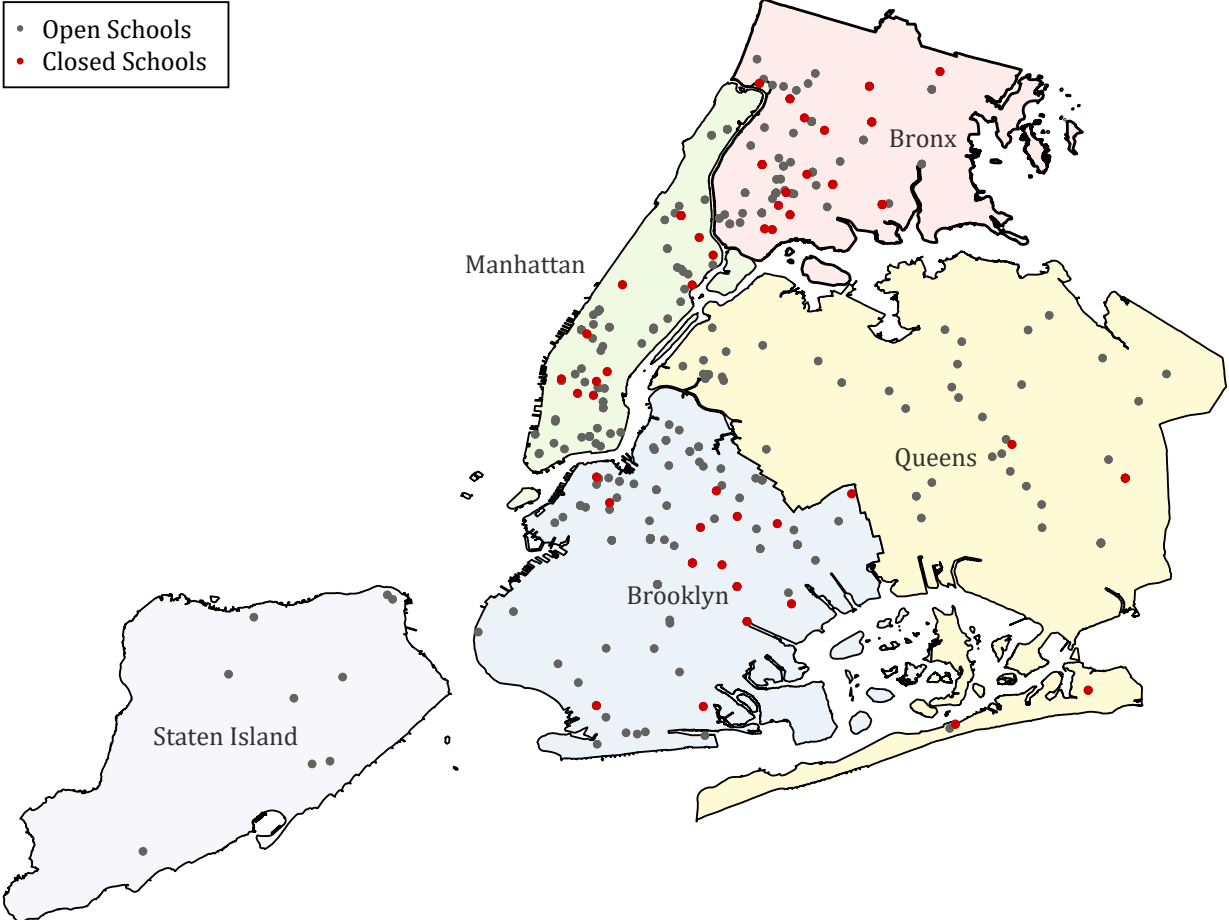 Open Schools
Closed Schools
Bronx
Manhattan
Queens
Brooklyn
Staten Island